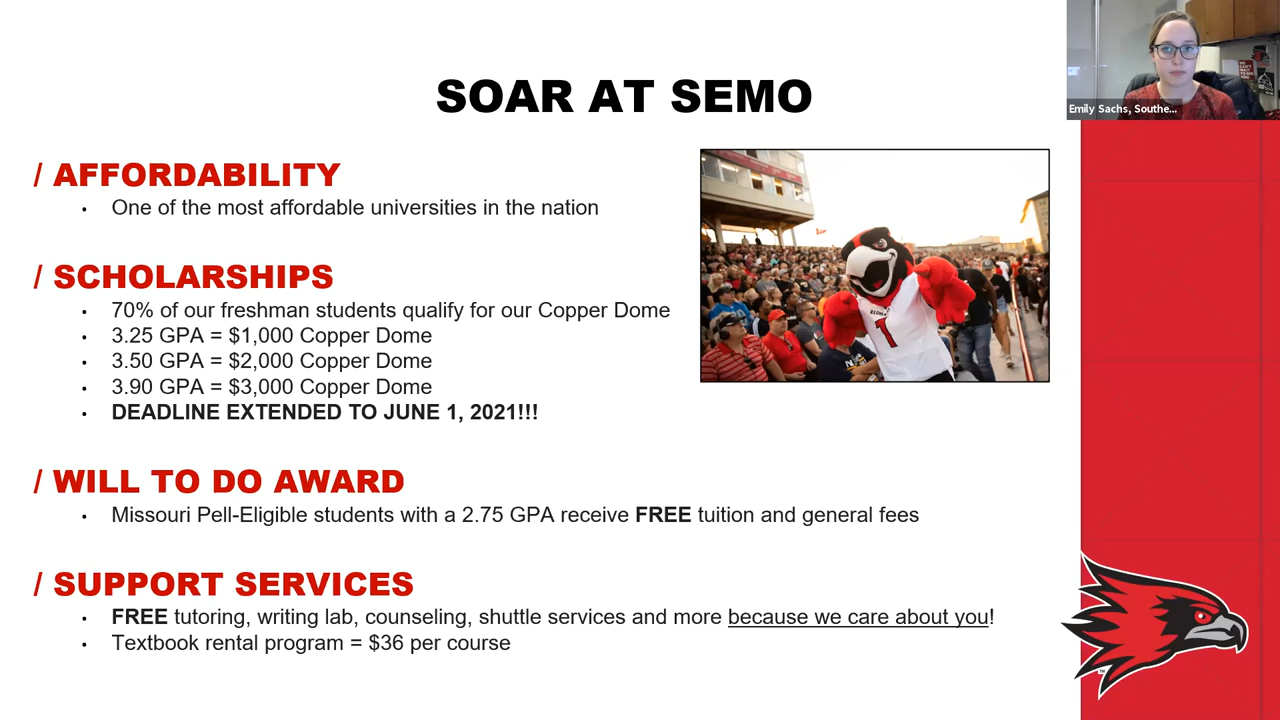 SOAR AT SEMO
Emily Sachs, Southe...
/ AFFORDABILITY
• One of the most affordable universities in the nation
/ SCHOLARSHIPS
• 70% of our freshman students qualify for our Copper Dome
• 3.25 GPA = $1,000 Copper Dome
• 3.50 GPA = $2,000 Copper Dome
• 3.90 GPA = $3,000 Copper Dome
• DEADLINE EXTENDED TO JUNE 1, 2021!!!
1
/ WILL TO DO AWARD
• Missouri Pell-Eligible students with a 2.75 GPA receive FREE tuition and general fees
/ SUPPORT SERVICES
• FREE tutoring, writing lab, counseling, shuttle services and more because we care about you!
• Textbook rental program = $36 per course
TM